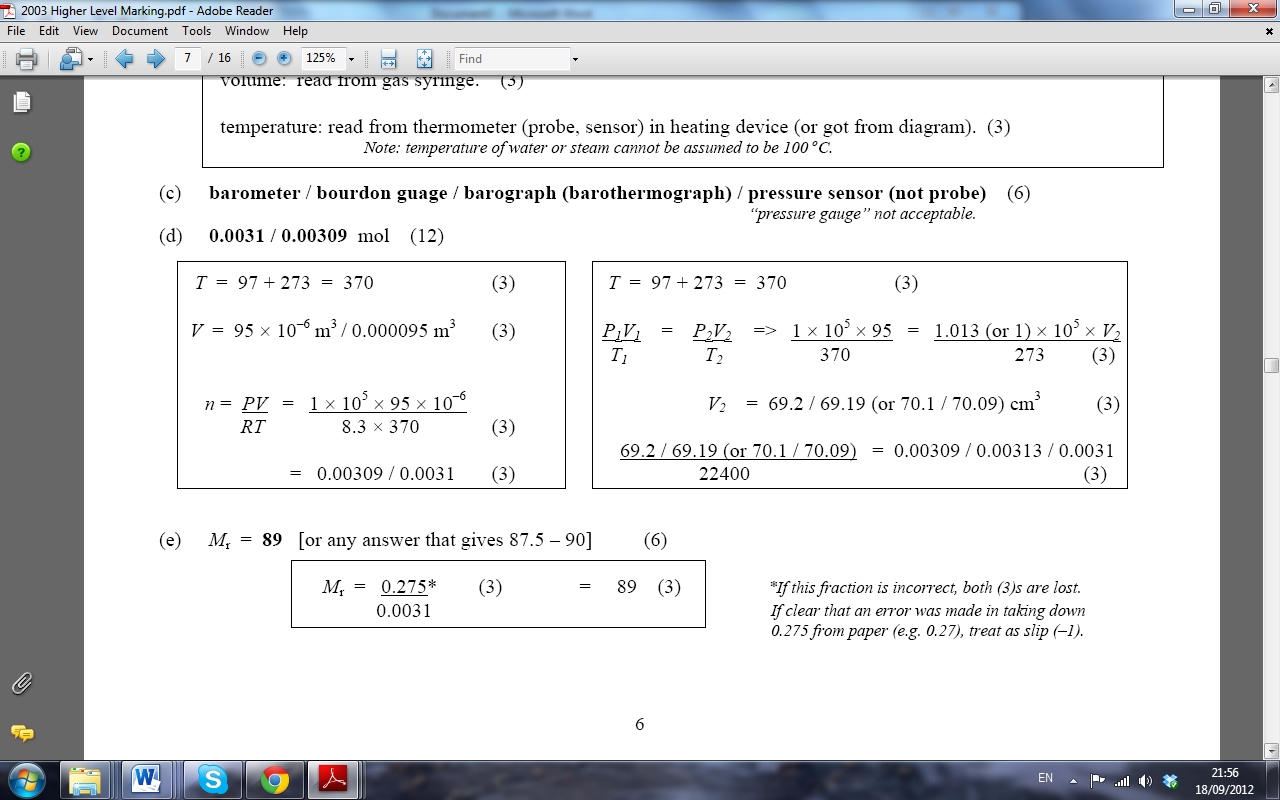 2003 Higher Level Marking.pdf - Adobe Reader
File Edit View Document Tools Window Help
7 / 16 125% Find
volume: read from gas syringe. (3)
temperature: read from thermometer (probe, sensor) in heating device (or got from diagram). (3)
Note: temperature of water or steam cannot be assumed to be 100 °C.
(c) barometer / bourdon guage / barograph (barothermograph) / pressure sensor (not probe) (6)
“pressure gauge” not acceptable.
(d) 0.0031 / 0.00309 mol (12)
T = 97 + 273 = 370 (3)
V = 95 × 10⁻⁶ m³ / 0.000095 m³ (3)
n = PV = 1 × 10⁵ × 95 × 10⁻⁶
RT 8.3 × 370 (3)
= 0.00309 / 0.0031 (3)
T = 97 + 273 = 370 (3)
P₁V₁ = P₂V₂ => 1 × 10⁵ × 95 = 1.013 (or 1) × 10⁵ × V₂
T₁ T₂ 370 273 (3)
V₂ = 69.2 / 69.19 (or 70.1 / 70.09) cm³ (3)
69.2 / 69.19 (or 70.1 / 70.09) = 0.00309 / 0.00313 / 0.0031
22400 (3)
(e) Mᵣ = 89 [or any answer that gives 87.5 – 90] (6)
Mᵣ = 0.275* (3) = 89 (3)
0.0031
*If this fraction is incorrect, both (3)s are lost.
If clear that an error was made in taking down
0.275 from paper (e.g. 0.27), treat as slip (–1).
6
EN 21:56
18/09/2012